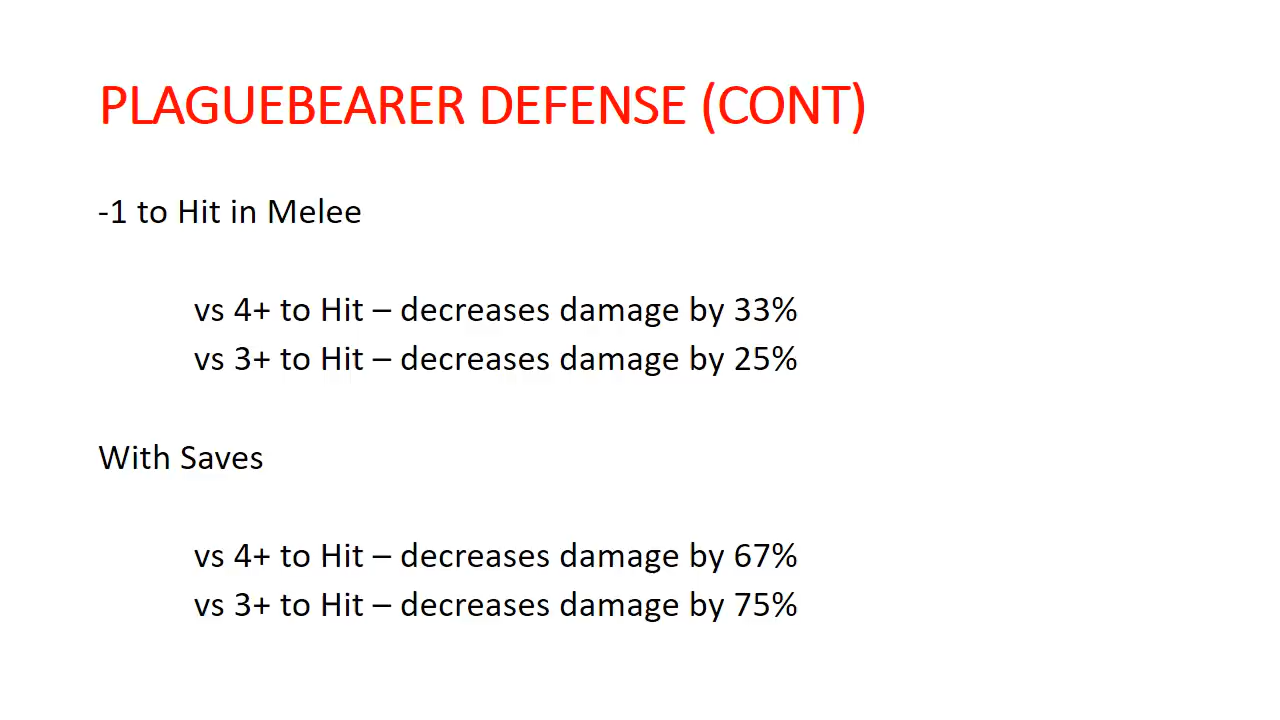 PLAGUEBEARER DEFENSE (CONT)
-1 to Hit in Melee
vs 4+ to Hit – decreases damage by 33%
vs 3+ to Hit – decreases damage by 25%
With Saves
vs 4+ to Hit – decreases damage by 67%
vs 3+ to Hit – decreases damage by 75%